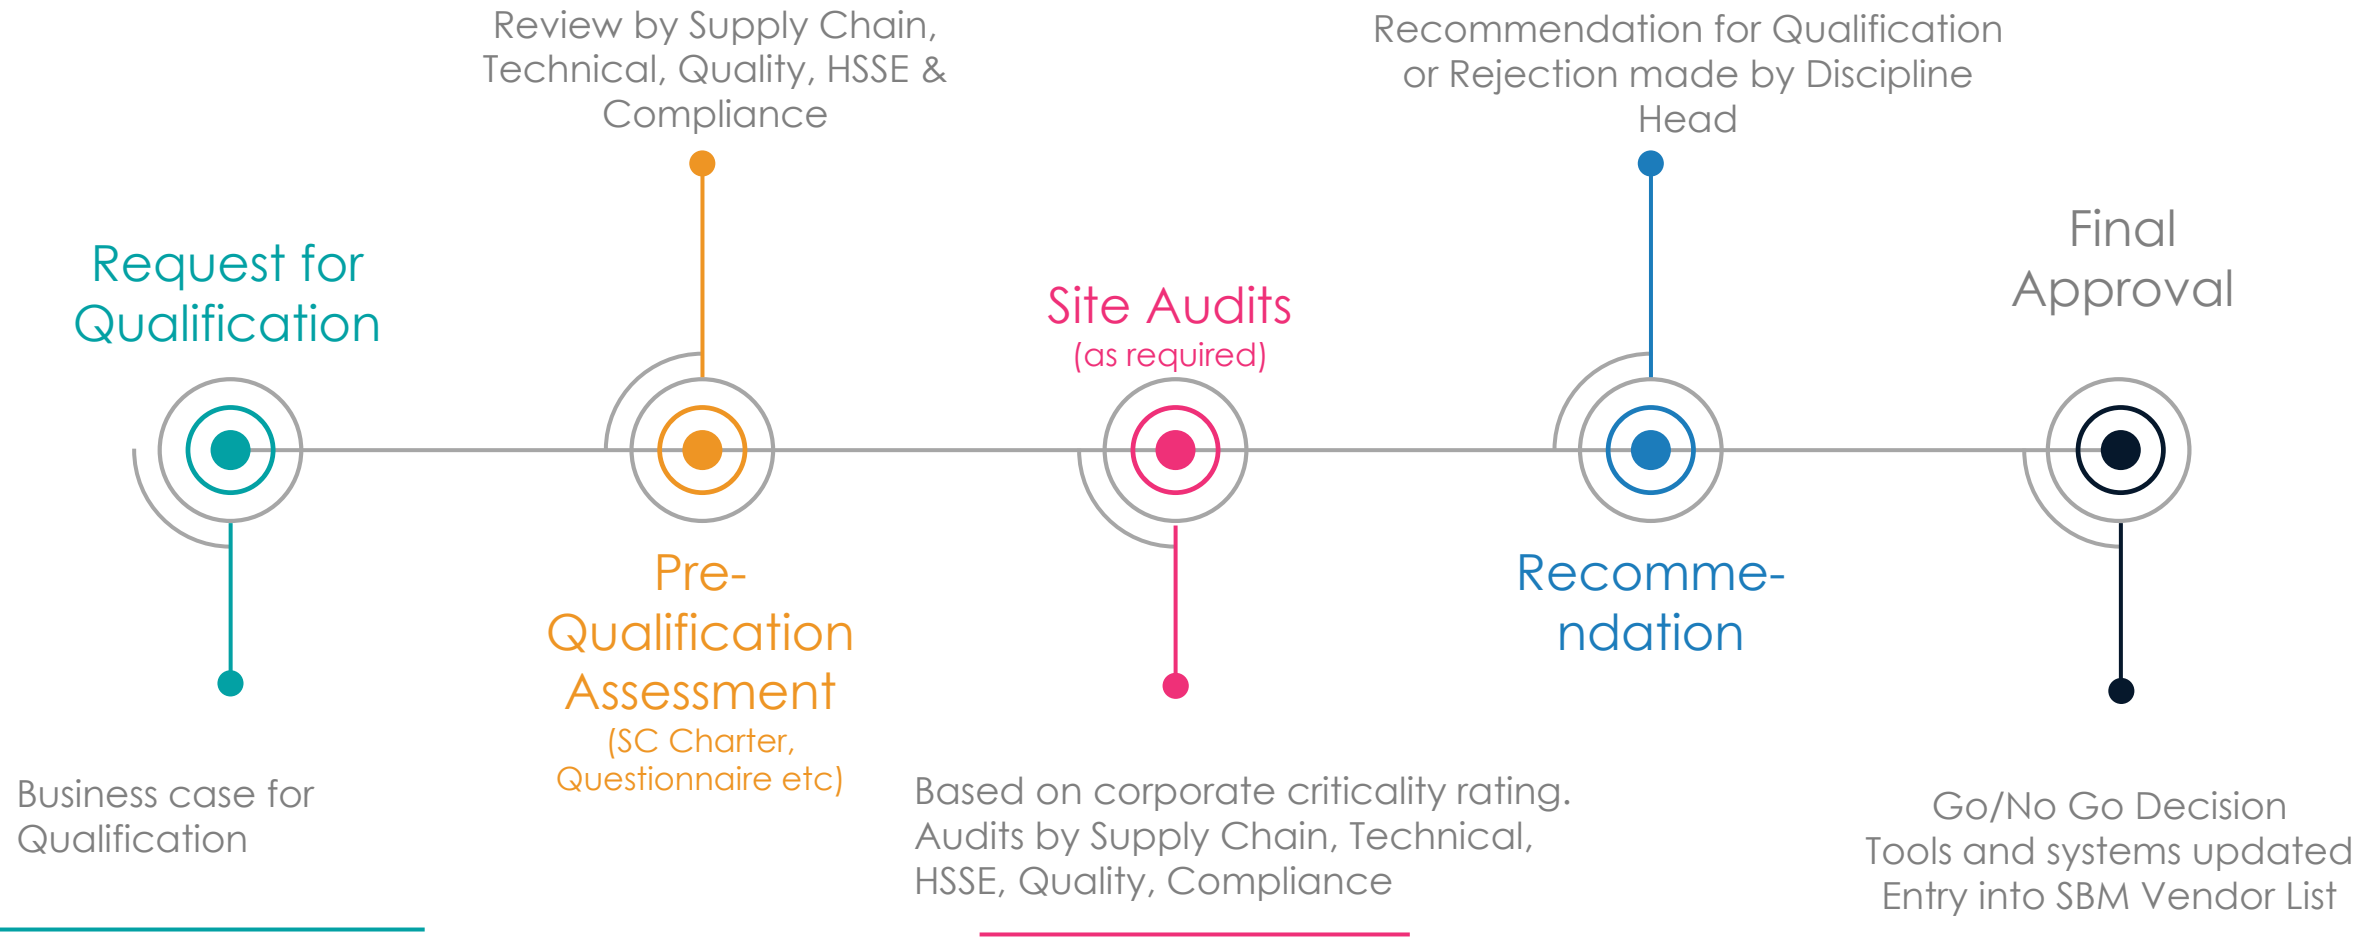 Request for
Qualification
Business case for
Qualification
Review by Supply Chain,
Technical, Quality, HSSE &
Compliance
Pre-
Qualification
Assessment
(SC Charter,
Questionnaire etc)
Site Audits
(as required)
Based on corporate criticality rating.
Audits by Supply Chain, Technical,
HSSE, Quality, Compliance
Recommendation for Qualification
or Rejection made by Discipline
Head
Recomme-
ndation
Final
Approval
Go/No Go Decision
Tools and systems updated
Entry into SBM Vendor List